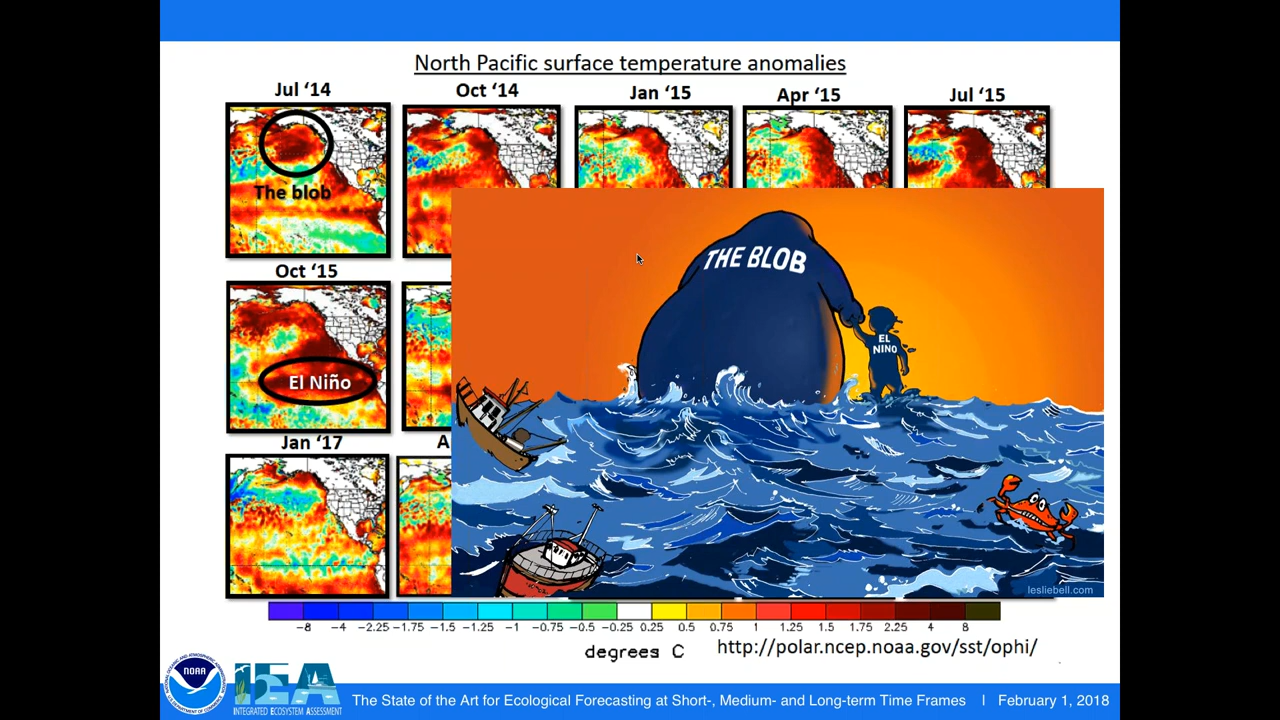 North Pacific surface temperature anomalies
Jul ‘14
Oct ‘14
Jan ‘15
Apr ‘15
Jul ‘15
The blob
THE BLOB
Oct ‘15
EL
NINO
El Niño
Jan ‘17
A
lesliebell.com
-8 -4 -2.25 -1.75 -1.5 -1.25 -1 -0.75 -0.5 -0.25 0.25 0.5 0.75 1 1.25 1.5 1.75 2.25 4 8
degrees C
http://polar.ncep.noaa.gov/sst/ophi/
NOAA
IEA
INTEGRATED ECOSYSTEM ASSESSMENT
The State of the Art for Ecological Forecasting at Short-, Medium- and Long-term Time Frames | February 1, 2018